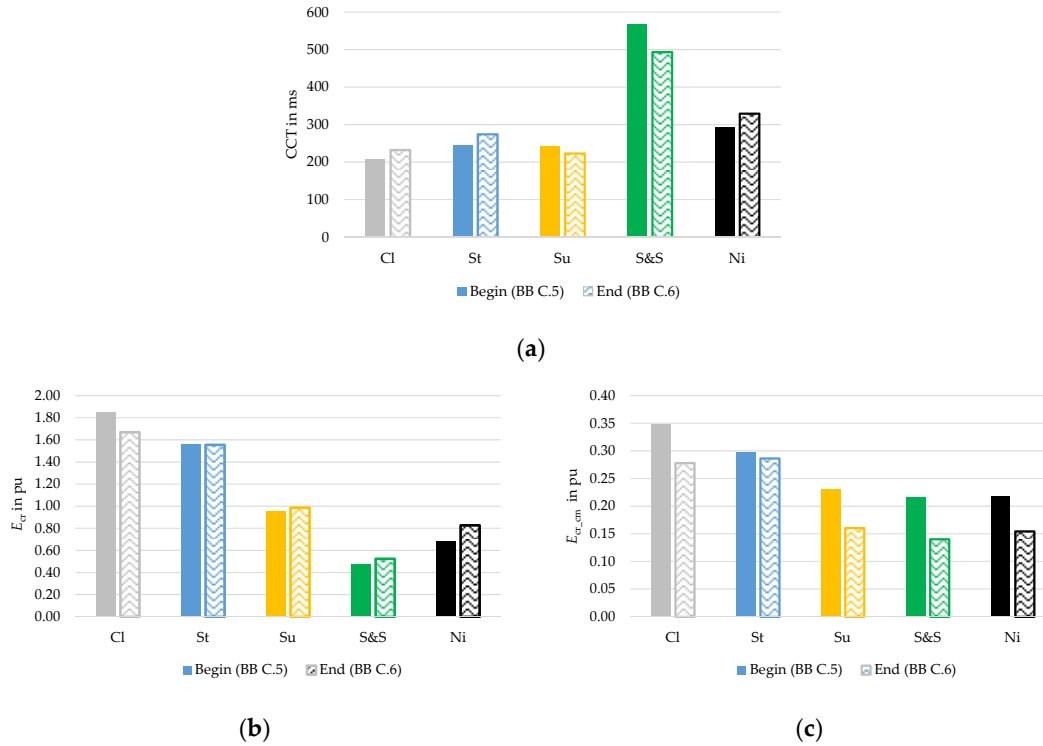 600
500
400
300
200
100
0
CCT in ms
Cl St Su S&S Ni
Begin (BB C.5) End (BB C.6)
(a)
2.00
1.80
1.60
1.40
1.20
1.00
0.80
0.60
0.40
0.20
0.00
E_cr in pu
Cl St Su S&S Ni
Begin (BB C.5) End (BB C.6)
(b)
0.40
0.35
0.30
0.25
0.20
0.15
0.10
0.05
0.00
E_cr_cm in pu
Cl St Su S&S Ni
Begin (BB C.5) End (BB C.6)
(c)